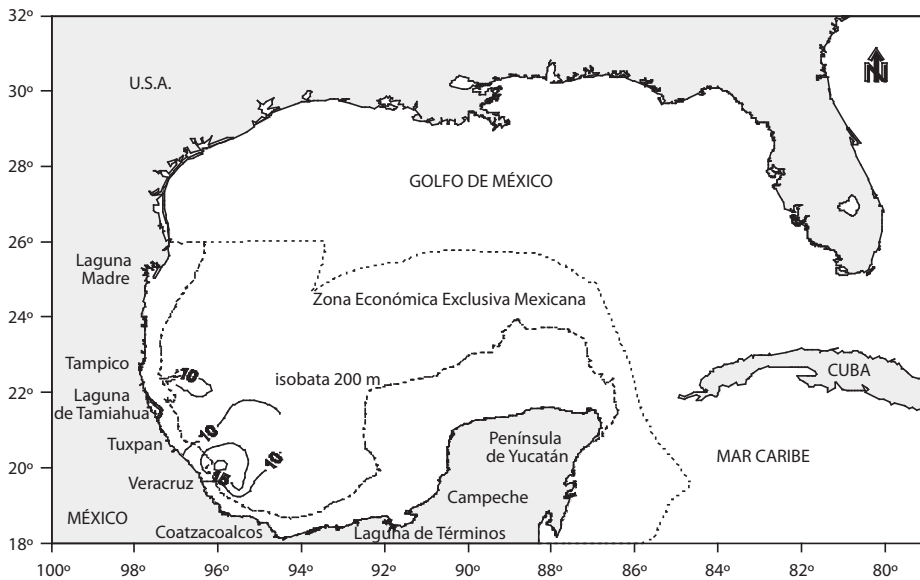 32º
30º
28º
26º
24º
22º
20º
18º
100º
98º
96º
94º
92º
90º
88º
86º
84º
82º
80º
U.S.A.
N
GOLFO DE MÉXICO
Laguna
Madre
Zona Económica Exclusiva Mexicana
Tampico
10
isobata 200 m
CUBA
Laguna
de Tamiahua
10
Tuxpan
10
Península
de Yucatán
MAR CARIBE
Veracruz
Campeche
MÉXICO
Coatzacoalcos
Laguna de Términos